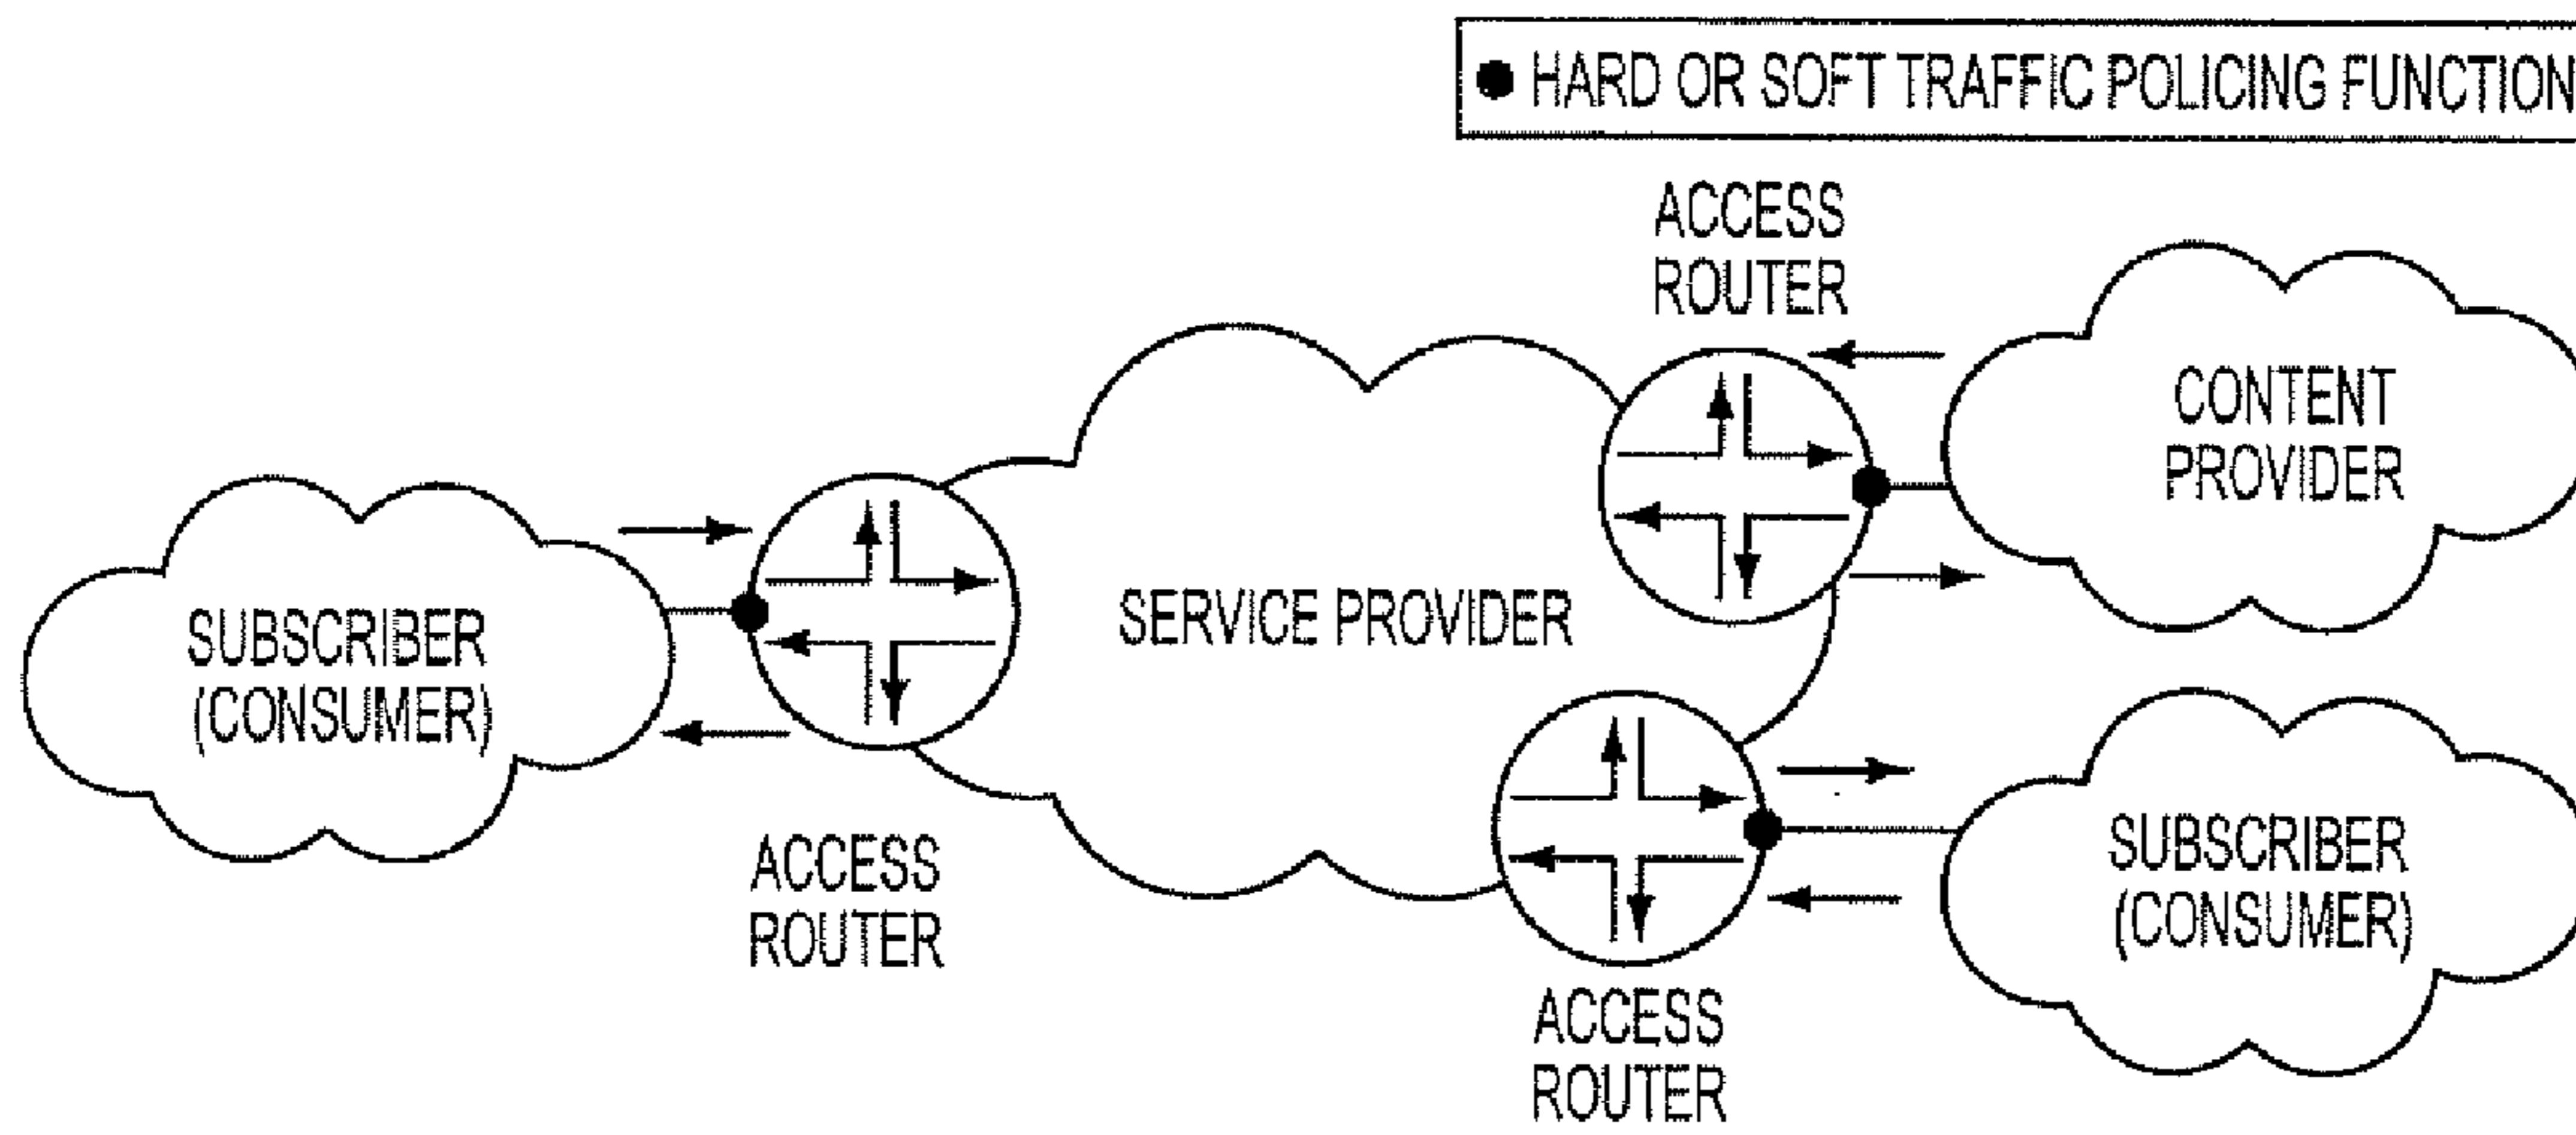 ● HARD OR SOFT TRAFFIC POLICING FUNCTION
ACCESS
ROUTER
CONTENT
PROVIDER
SUBSCRIBER
(CONSUMER)
SERVICE PROVIDER
ACCESS
ROUTER
SUBSCRIBER
(CONSUMER)
ACCESS
ROUTER